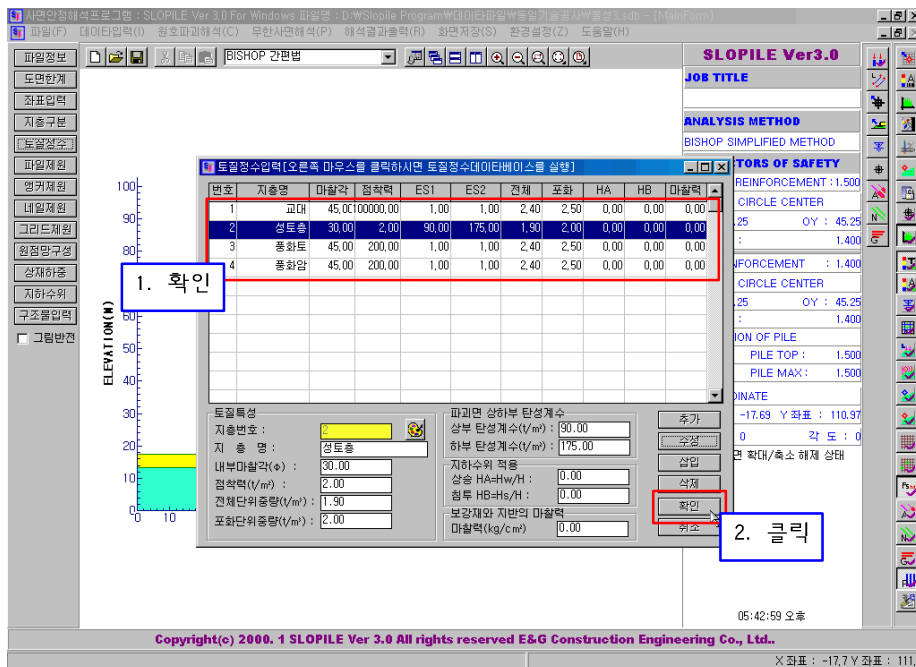 사면안정해석프로그램 : SLOPILE Ver 3.0 For Windows 파일명 : D:\Slopile Program\데이타파일\동일기술공사\물성3.sdb - [MainForm]
파일(F) 데이타입력(I) 원호파괴해석(C) 무한사면해석(P) 해석결과출력(R) 화면저장(S) 환경설정(Z) 도움말(H)
파일정보
도면한계
좌표입력
지층구분
토질정수
파일제원
앵커제원
네일제원
그리드제원
원점망구성
상재하중
지하수위
구조물입력
그림반전
BISHOP 간편법
100
90
80
60
50
40
30
20
10
0
0 10
ELEVATION(M)
1. 확인
토질정수입력[오른쪽 마우스를 클릭하시면 토질정수데이타베이스를 실행]
번호 지층명 마찰각 점착력 ES1 ES2 전체 포화 HA HB 마찰력
1 교대 45,00 100000,00 1,00 1,00 2,40 2,50 0,00 0,00 0,00
2 성토층 30,00 2,00 90,00 175,00 1,90 2,00 0,00 0,00 0,00
3 풍화토 45,00 200,00 1,00 1,00 2,40 2,50 0,00 0,00 0,00
4 풍화암 45,00 200,00 1,00 1,00 2,40 2,50 0,00 0,00 0,00
토질특성
지층번호 : 2
지 층 명 : 성토층
내부마찰각(Φ) : 30.00
점착력(t/m²) : 2.00
전체단위중량(t/m³) : 1.90
포화단위중량(t/m³) : 2.00
파괴면 상하부 탄성계수
상부 탄성계수(t/m²) : 90.00
하부 탄성계수(t/m²) : 175.00
지하수위 적용
상승 HA=Hw/H : 0.00
침투 HB=Hs/H : 0.00
보강재와 지반의 마찰력
마찰력(kg/cm²) 0.00
추가
수정
삽입
삭제
확인
취소
2. 클릭
SLOPILE Ver3.0
JOB TITLE
ANALYSIS METHOD
BISHOP SIMPLIFIED METHOD
TORS OF SAFETY
REINFORCEMENT : 1.500
CIRCLE CENTER
.25 OY : 45.25
: 1.400
NFORCEMENT : 1.400
CIRCLE CENTER
.25 OY : 45.25
: 1.400
ION OF PILE
PILE TOP : 1.500
PILE MAX : 1.500
DINATE
-17.69 Y 좌표 : 110.97
0 각 도 : 0
면 확대/축소 해제 상태
05:42:59 오후
Copyright(c) 2000. 1 SLOPILE Ver 3.0 All rights reserved E&G Construction Engineering Co., Ltd..
X 좌표 : -17,7 Y 좌표 : 111,